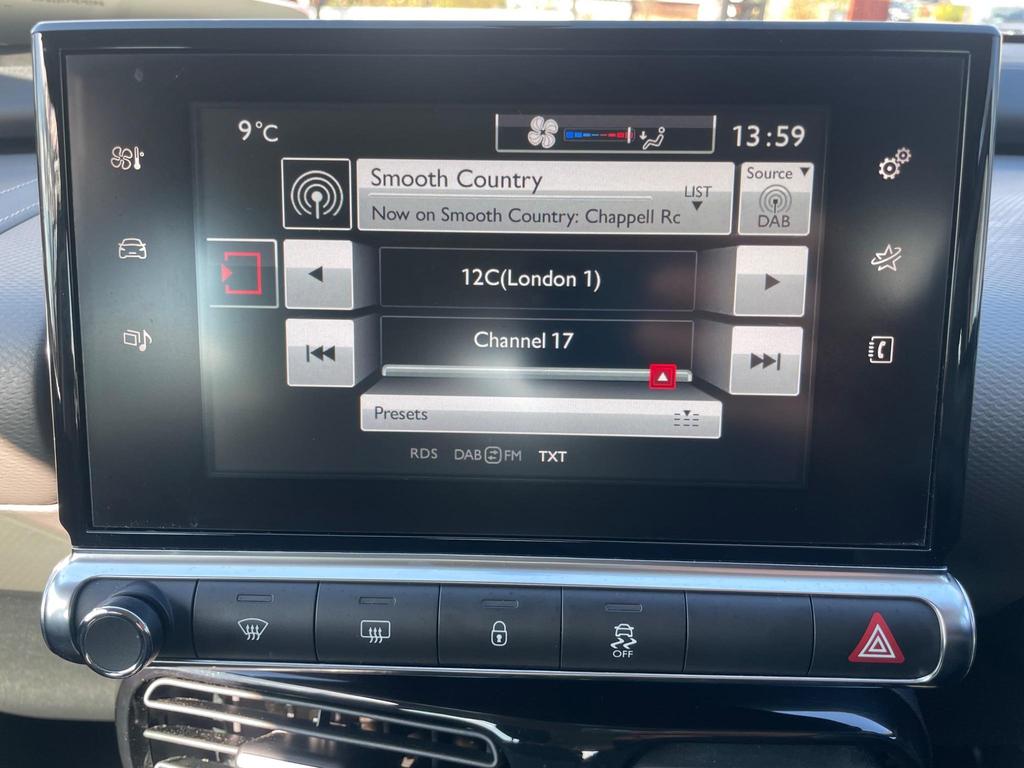 9°C
13:59
Smooth Country
LIST
Now on Smooth Country: Chappell Rc
Source
DAB
12C(London 1)
Channel 17
Presets
RDS DAB FM TXT
OFF